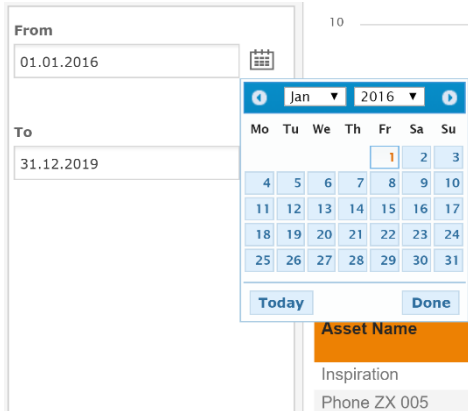 From
01.01.2016
To
31.12.2019
10
Jan 2016
Mo Tu We Th Fr Sa Su
1 2 3
4 5 6 7 8 9 10
11 12 13 14 15 16 17
18 19 20 21 22 23 24
25 26 27 28 29 30 31
Today Done
Asset Name
Inspiration
Phone ZX 005